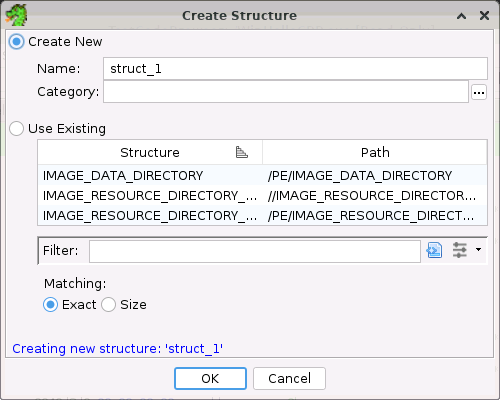 Create Structure
Create New
Name: struct_1
Category: ...
Use Existing
Structure Path
IMAGE_DATA_DIRECTORY /PE/IMAGE_DATA_DIRECTORY
IMAGE_RESOURCE_DIRECTORY_... //IMAGE_RESOURCE_DIRECTOR...
IMAGE_RESOURCE_DIRECTORY_... /PE/IMAGE_RESOURCE_DIRECT...
Filter:
Matching:
Exact Size
Creating new structure: 'struct_1'
OK Cancel